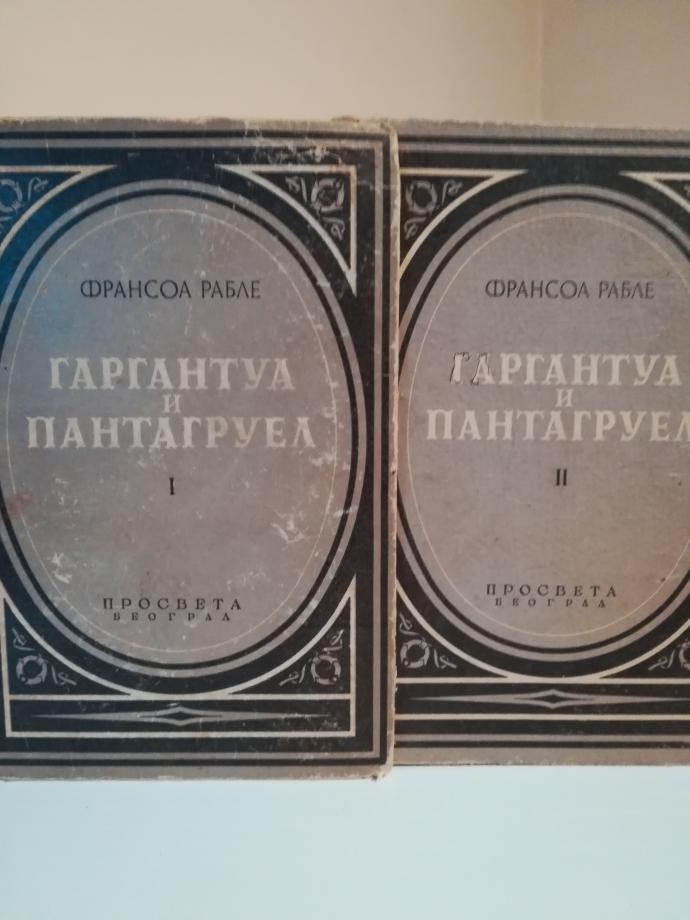 ФРАНСОА РАБЛЕ
ГАРГАНТУА
И
ПАНТАГРУЕЛ
I
ПРОСВЕТА
БЕОГРАД
ФРАНСОА РАБЛЕ
ГАРГАНТУА
И
ПАНТАГРУЕЛ
II
ПРОСВЕТА
БЕОГРАД